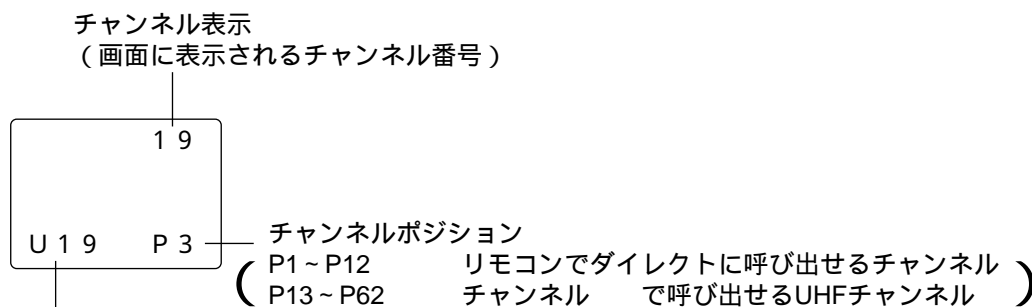 チャンネル表示
（画面に表示されるチャンネル番号）
19
U19 P3
チャンネルポジション
P1~P12 リモコンでダイレクトに呼び出せるチャンネル
P13~P62 チャンネル で呼び出せるUHFチャンネル